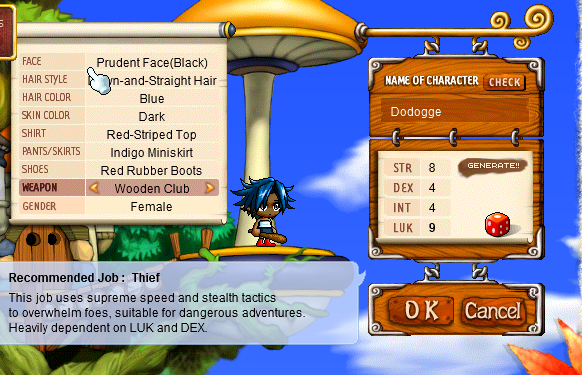 S
FACE Prudent Face(Black)
HAIR STYLE n-and-Straight Hair
HAIR COLOR Blue
SKIN COLOR Dark
SHIRT Red-Striped Top
PANTS/SKIRTS Indigo Miniskirt
SHOES Red Rubber Boots
WEAPON Wooden Club
GENDER Female
NAME OF CHARACTER CHECK
Dodogge
STR 8 GENERATE!!
DEX 4
INT 4
LUK 9
Recommended Job : Thief
This job uses supreme speed and stealth tactics
to overwhelm foes, suitable for dangerous adventures.
Heavily dependent on LUK and DEX.
OK Cancel